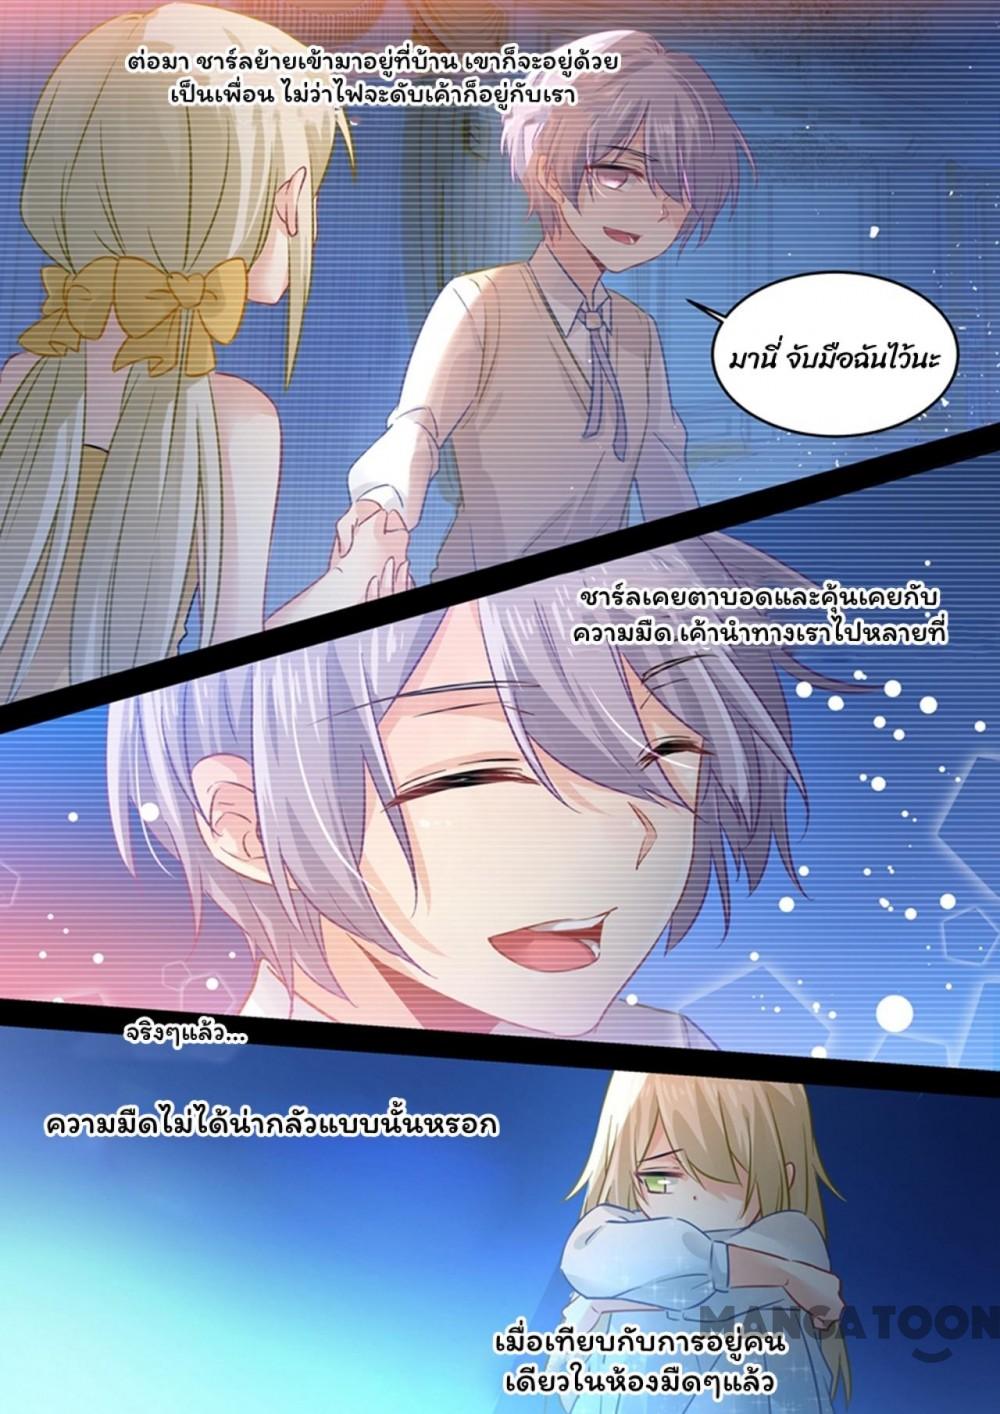 ต่อมา ชาร์ลย้ายเข้ามาอยู่ที่บ้าน เขาก็จะอยู่ด้วย
เป็นเพื่อน ไม่ว่าไฟจะดับเค้าก็อยู่กับเรา
มานี่ จับมือฉันไว้นะ
ชาร์ลเคยตาบอดและคุ้นเคยกับ
ความมืด เค้านำทางเราไปหลายที่
จริงๆแล้ว...
ความมืดไม่ได้น่ากลัวแบบนั้นหรอก
เมื่อเทียบกับการอยู่คน
เดียวในห้องมืดๆแล้ว
MANGATOON